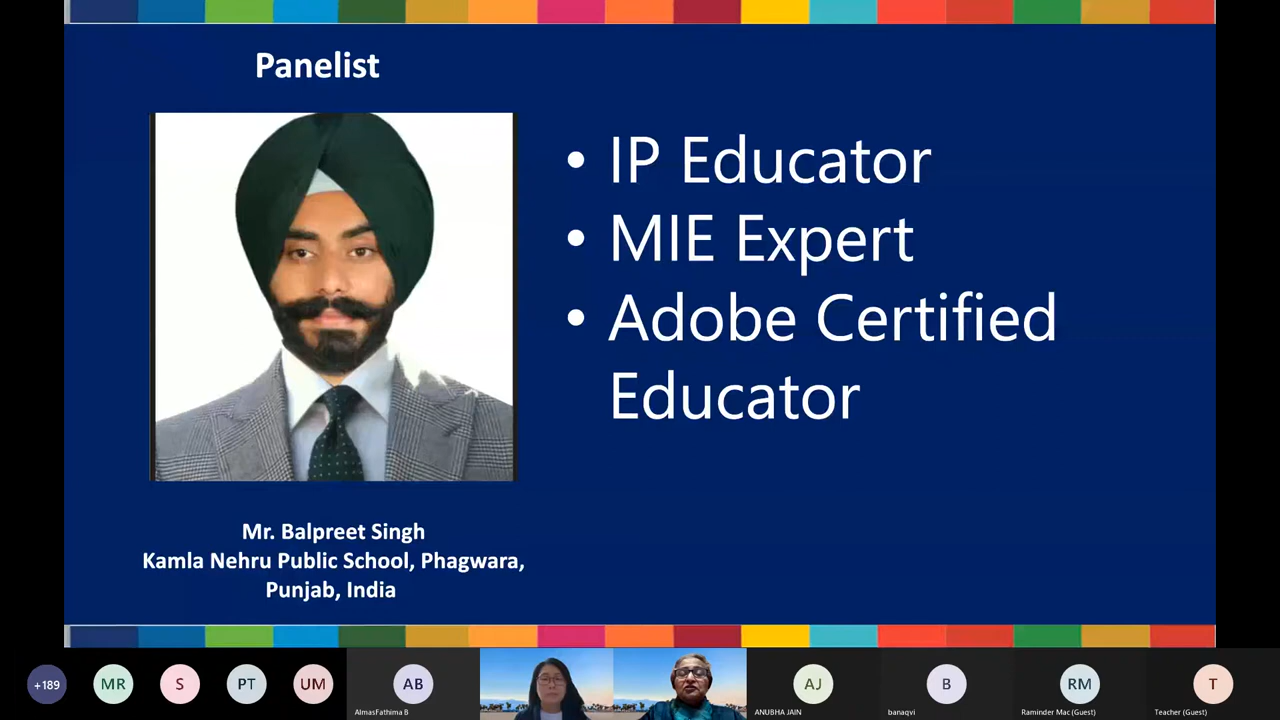 Panelist
• IP Educator
• MIE Expert
• Adobe Certified
Educator
Mr. Balpreet Singh
Kamla Nehru Public School, Phagwara,
Punjab, India
+189
MR
S
PT
UM
AB
AlmasFathima B
AJ
ANUBHA JAIN
B
banaqvi
RM
Raminder Mac (Guest)
T
Teacher (Guest)